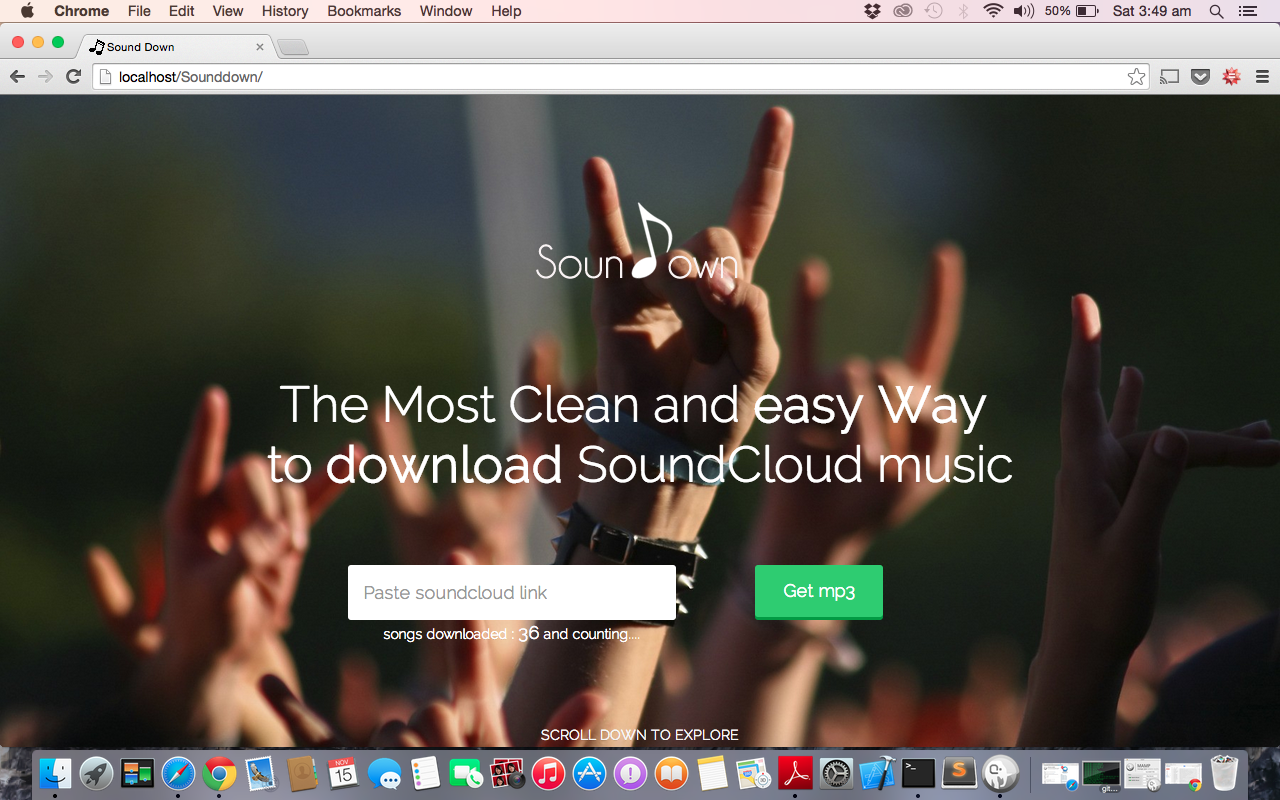 Chrome File Edit View History Bookmarks Window Help 50% Sat 3:49 am
Sound Down
localhost/Sounddown/
Soun own
The Most Clean and easy Way
to download SoundCloud music
Paste soundcloud link
Get mp3
songs downloaded : 36 and counting....
SCROLL DOWN TO EXPLORE
NOV
15
git...